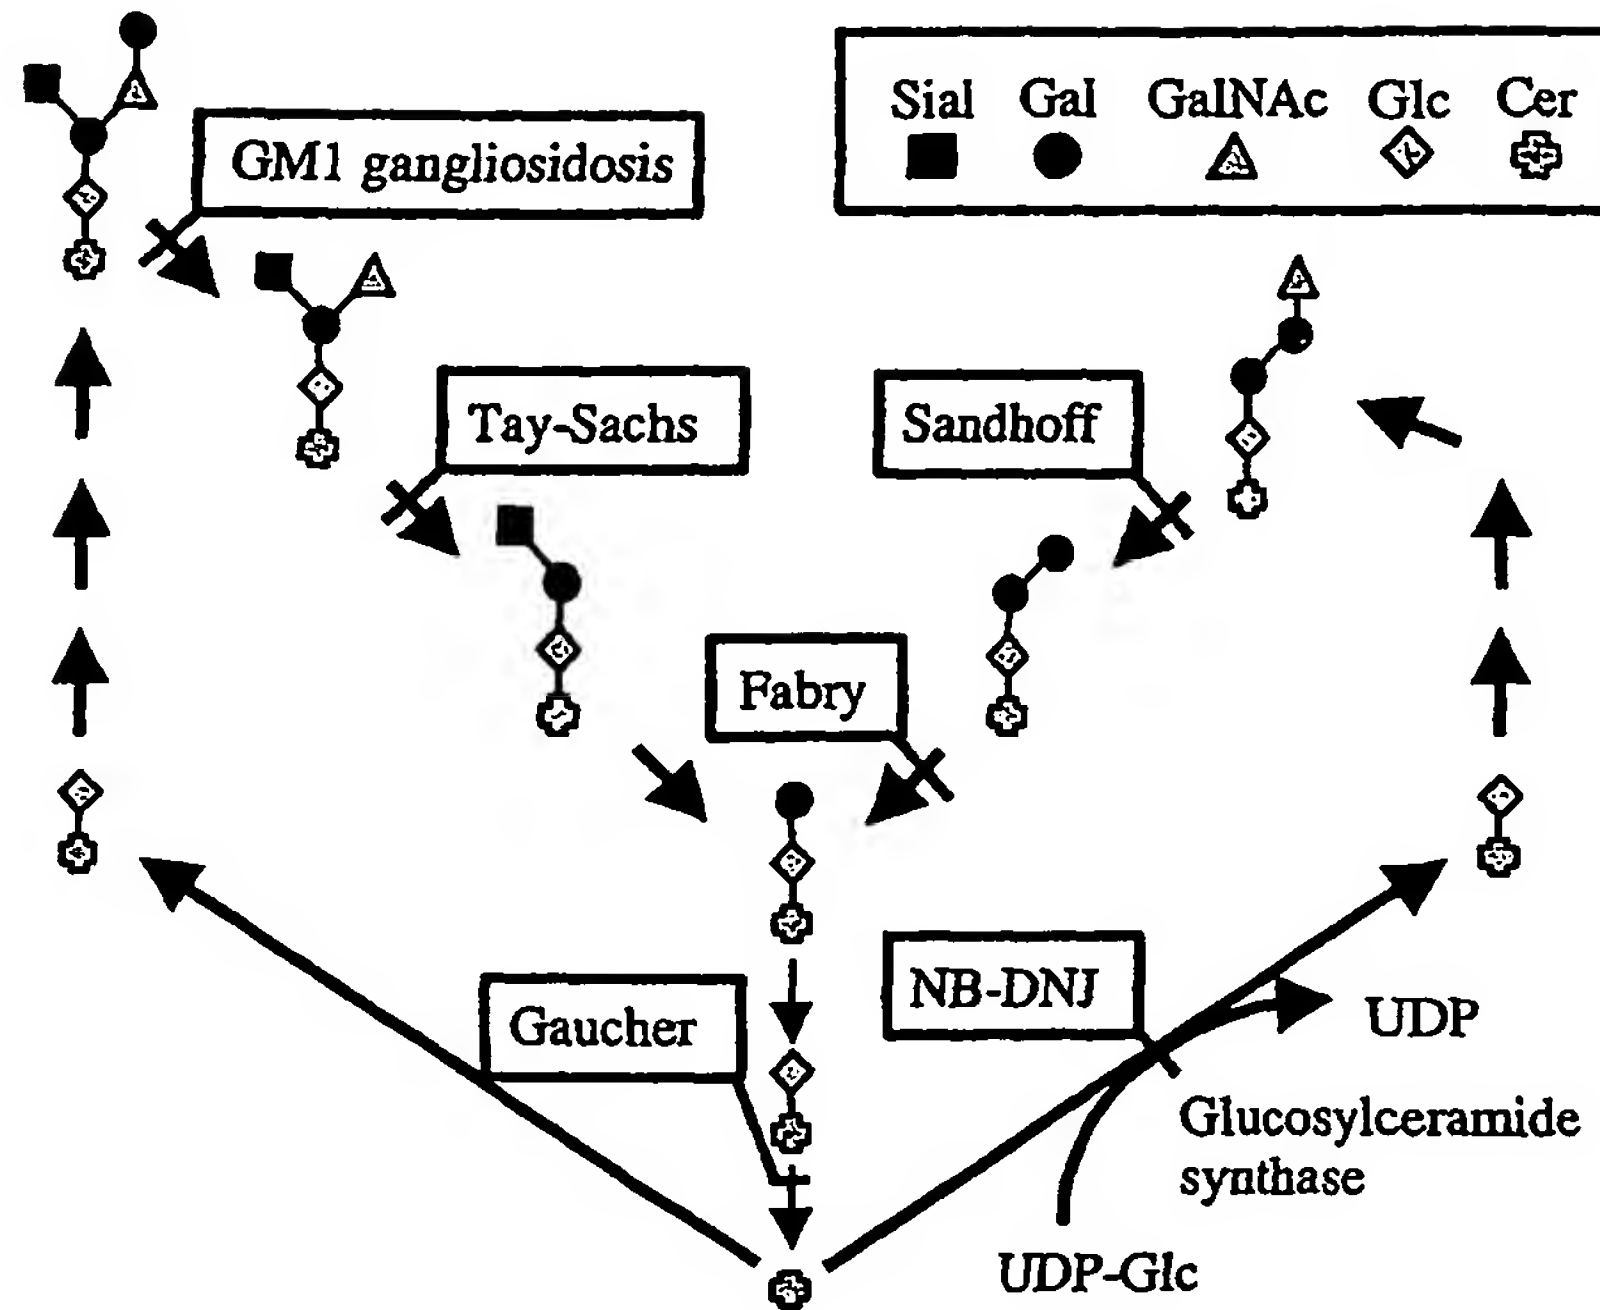 Sial Gal GalNAc Glc Cer
GM1 gangliosidosis
Tay-Sachs
Sandhoff
Fabry
Gaucher
NB-DNJ
UDP
Glucosylceramide
synthase
UDP-Glc